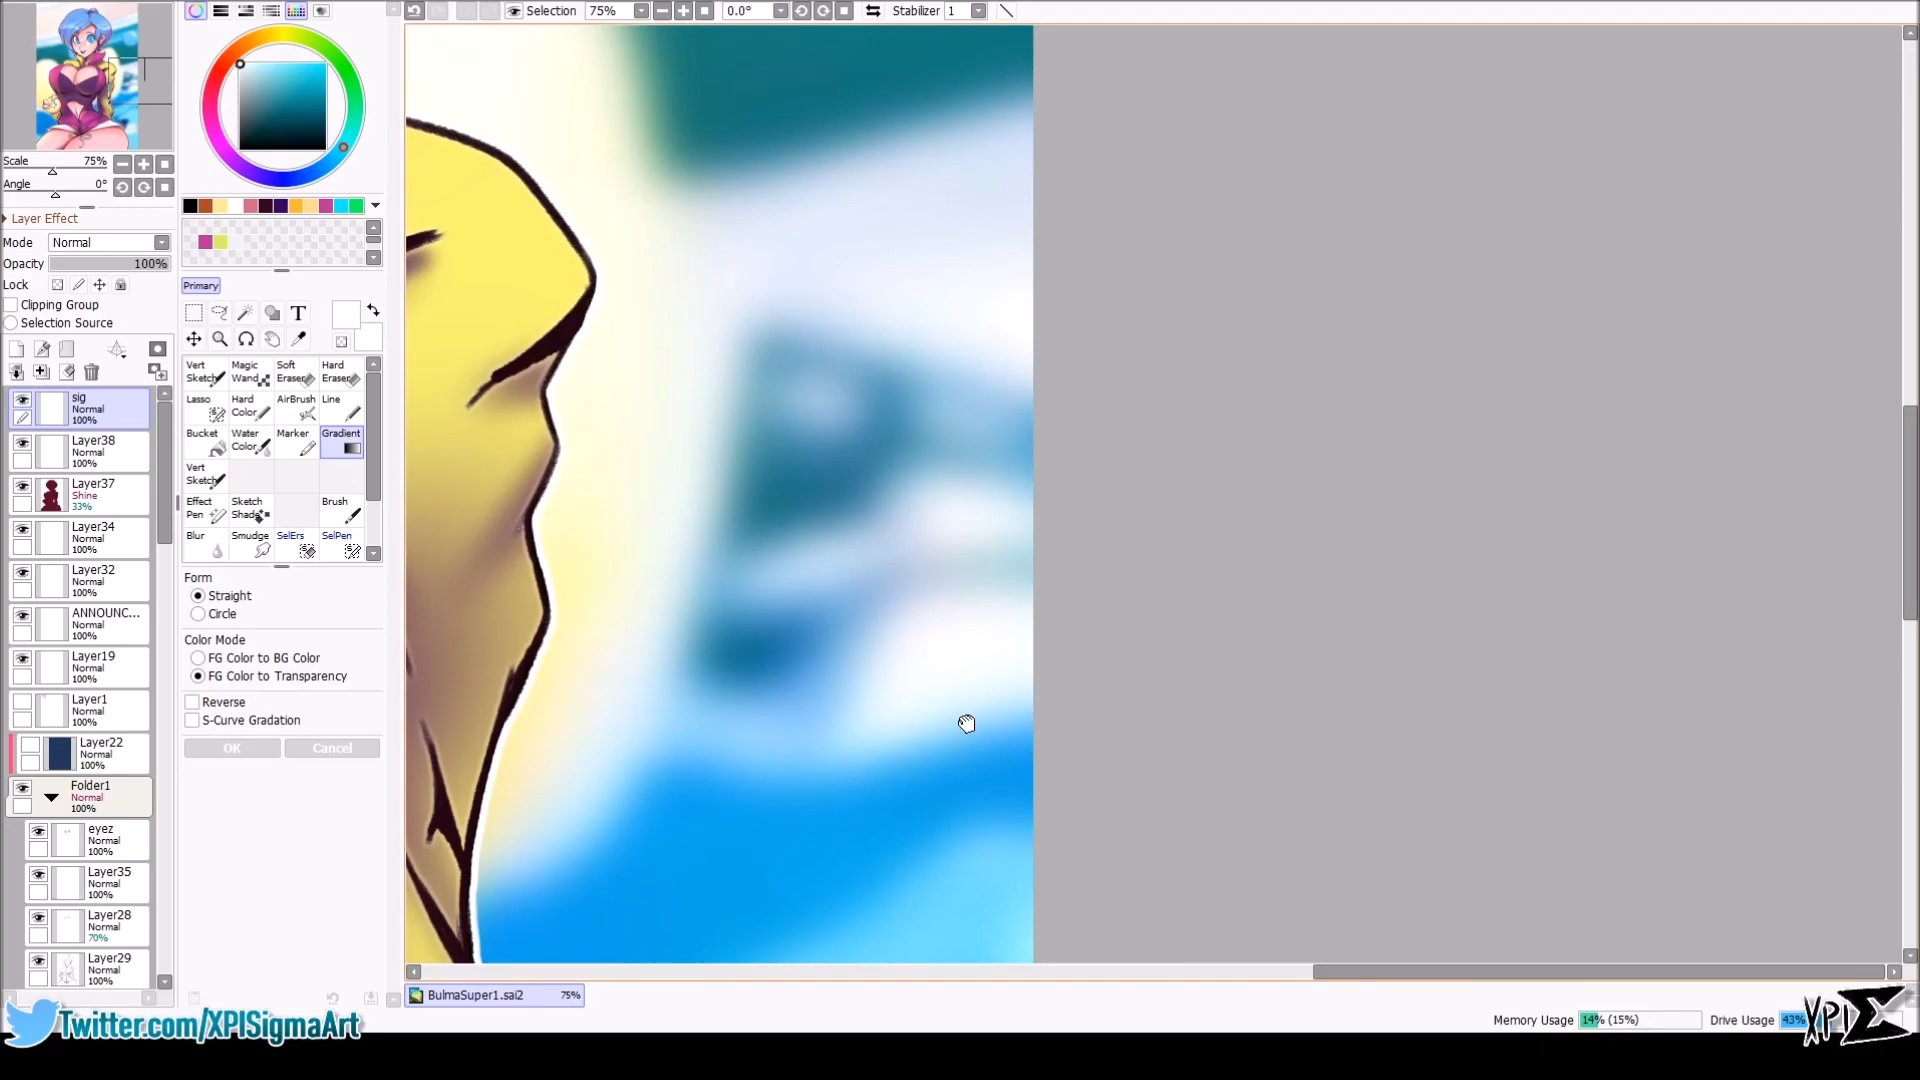 Selection 75% 0.0° Stabilizer 1
Scale 75%
Angle 0°
Layer Effect
Mode Normal
Opacity 100%
Lock
Clipping Group
Selection Source
sig
Normal
100%
Layer38
Normal
100%
Layer37
Shine
33%
Layer34
Normal
100%
Layer32
Normal
100%
ANNOUNC...
Normal
100%
Layer19
Normal
100%
Layer1
Normal
100%
Layer22
Normal
100%
Folder1
Normal
100%
eyez
Normal
100%
Layer35
Normal
100%
Layer28
Normal
70%
Layer29
Normal
100%
Primary
T
Vert Sketch
Magic Wand
Soft Eraser
Hard Eraser
Lasso
Hard Color
AirBrush
Line
Bucket
Water Color
Marker
Gradient
Vert Sketch
Effect Pen
Sketch Shade
Brush
Blur
Smudge
SelErs
SelPen
Form
Straight
Circle
Color Mode
FG Color to BG Color
FG Color to Transparency
Reverse
S-Curve Gradation
OK Cancel
BulmaSuper1.sai2 75%
Memory Usage 14% (15%) Drive Usage 43%
Twitter.com/XPISigmaArt
XPI